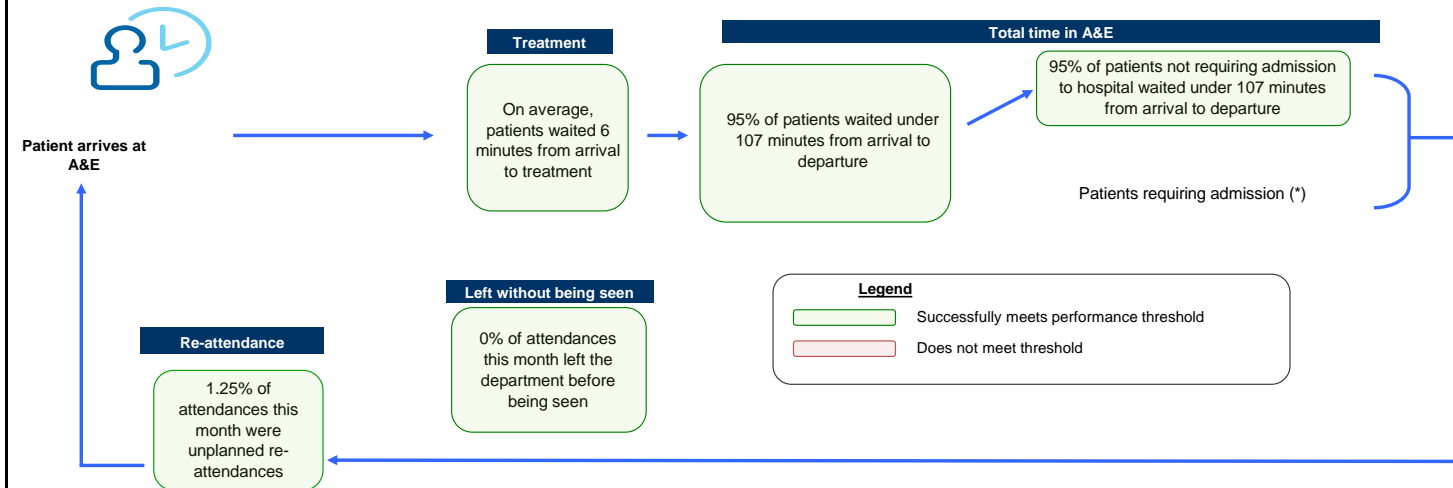 Treatment
Total time in A&E
Patient arrives at
A&E
On average,
patients waited 6
minutes from arrival
to treatment
95% of patients waited under
107 minutes from arrival to
departure
95% of patients not requiring admission
to hospital waited under 107 minutes
from arrival to departure
Patients requiring admission (*)
Left without being seen
0% of attendances
this month left the
department before
being seen
Legend
Successfully meets performance threshold
Does not meet threshold
Re-attendance
1.25% of
attendances this
month were
unplanned re-
attendances